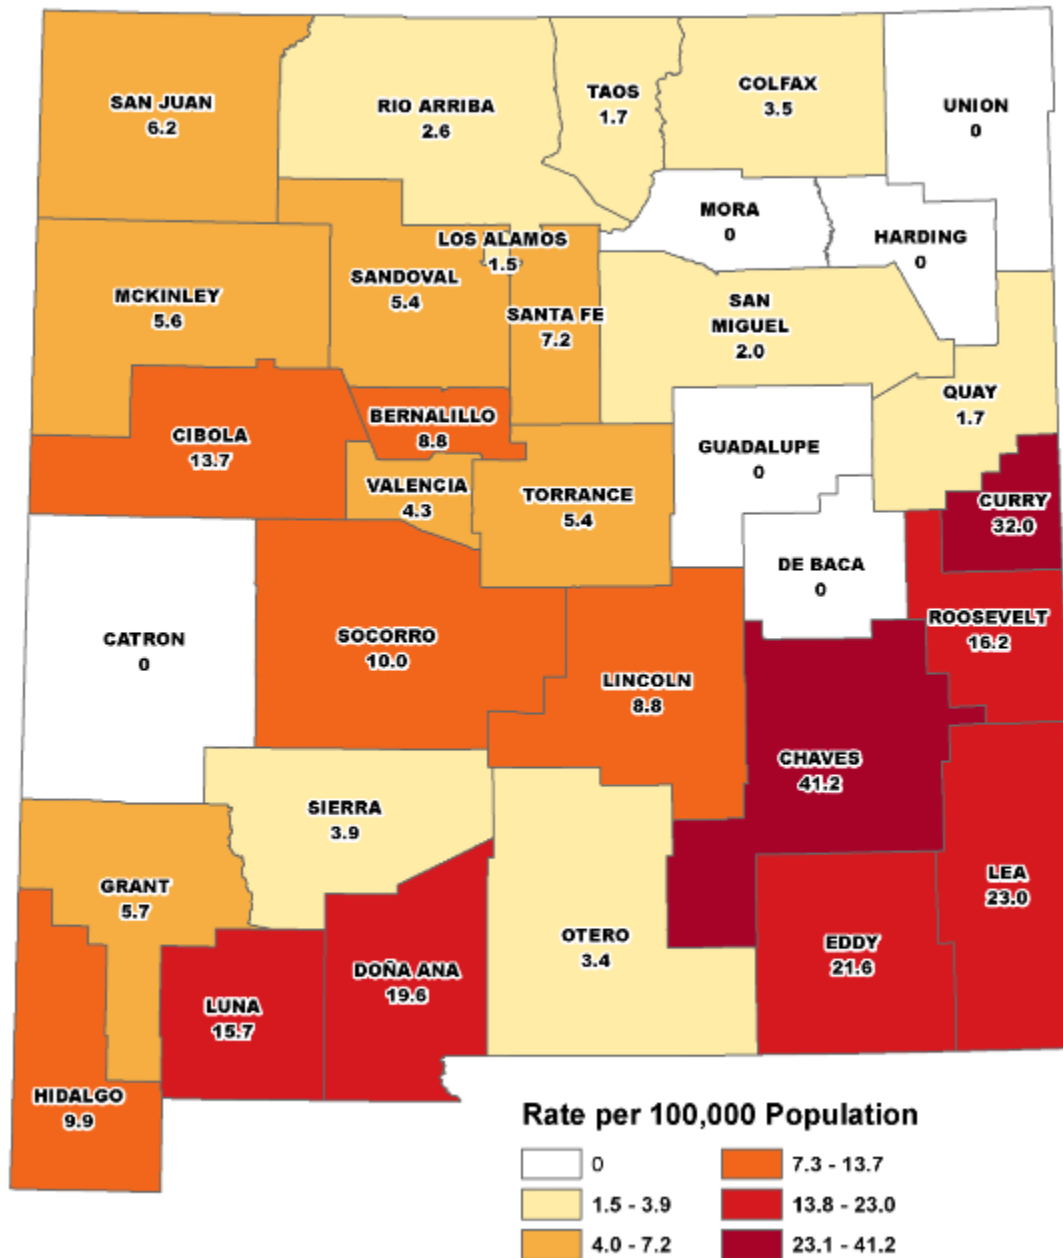 SAN JUAN
6.2
RIO ARRIBA
2.6
TAOS
1.7
COLFAX
3.5
UNION
0
MORA
0
HARDING
0
LOS ALAMOS
1.5
SANDOVAL
5.4
MCKINLEY
5.6
SANTA FE
7.2
SAN
MIGUEL
2.0
QUAY
1.7
BERNALILLO
8.8
CIBOLA
13.7
GUADALUPE
0
VALENCIA
4.3
TORRANCE
5.4
CURRY
32.0
DE BACA
0
ROOSEVELT
16.2
CATRON
0
SOCORRO
10.0
LINCOLN
8.8
CHAVES
41.2
SIERRA
3.9
LEA
23.0
GRANT
5.7
OTERO
3.4
EDDY
21.6
DOÑA ANA
19.6
LUNA
15.7
HIDALGO
9.9
Rate per 100,000 Population
0
7.3 - 13.7
1.5 - 3.9
13.8 - 23.0
4.0 - 7.2
23.1 - 41.2